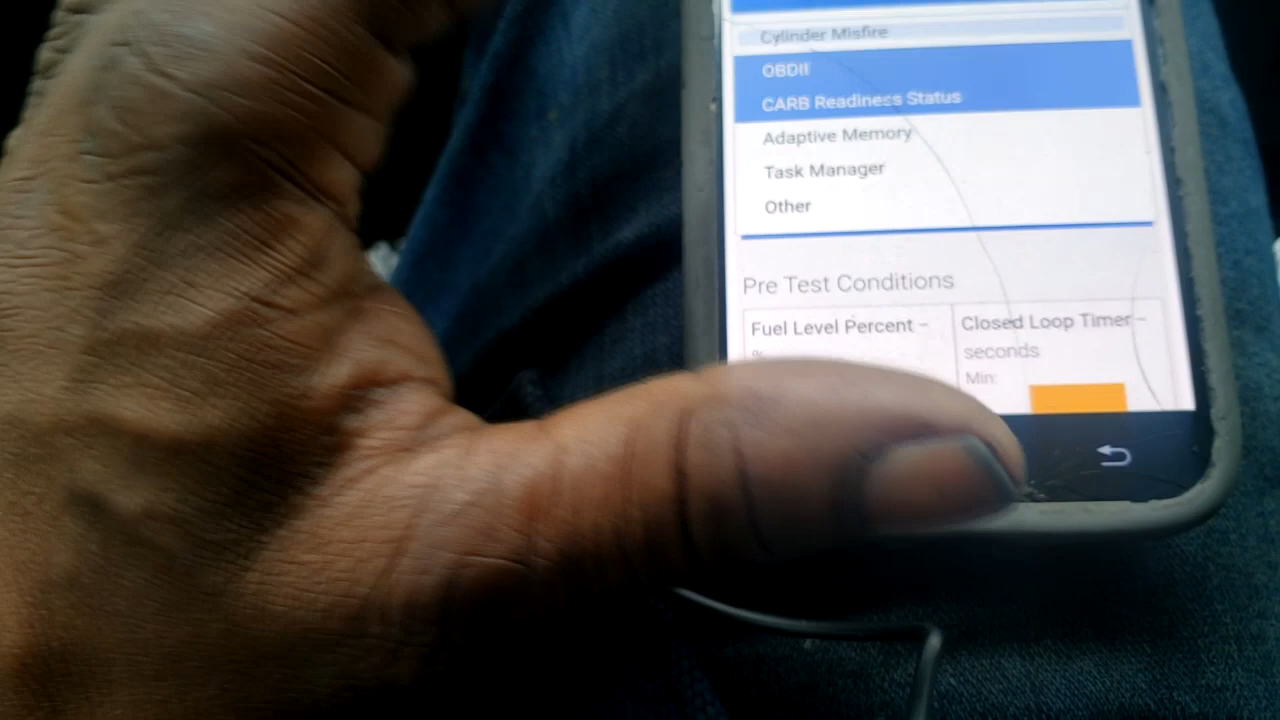 Cylinder Misfire
OBDII
CARB Readiness Status
Adaptive Memory
Task Manager
Other
Pre Test Conditions
Fuel Level Percent –
%
Closed Loop Timer –
seconds
Min: